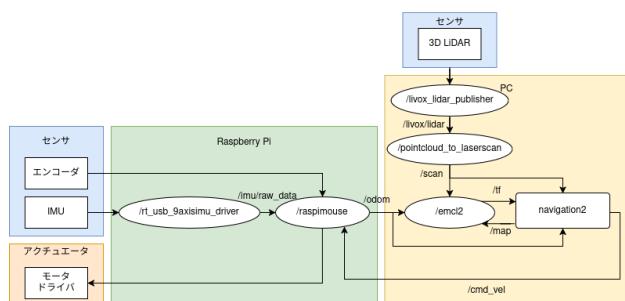 センサ
3D LiDAR
PC
/livox_lidar_publisher
/livox/lidar
/pointcloud_to_laserscan
/scan
センサ
Raspberry Pi
エンコーダ
/imu/raw_data
/odom
/tf
IMU
/rt_usb_9axisimu_driver
/raspimouse
/emcl2
navigation2
/map
アクチュエータ
モータ
ドライバ
/cmd_vel